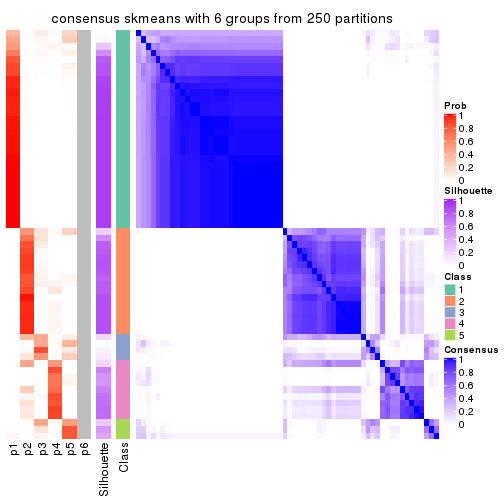 consensus skmeans with 6 groups from 250 partitions
Prob
1
0.8
0.6
0.4
0.2
0
Silhouette
1
0.8
0.6
0.4
0.2
0
Class
1
2
3
4
5
Consensus
1
0.8
0.6
0.4
0.2
0
p1
p2
p3
p4
p5
p6
Silhouette
Class